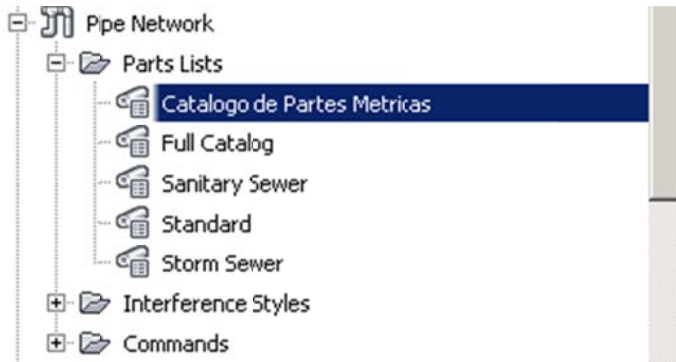 Pipe Network
Parts Lists
Catalogo de Partes Metricas
Full Catalog
Sanitary Sewer
Standard
Storm Sewer
Interference Styles
Commands